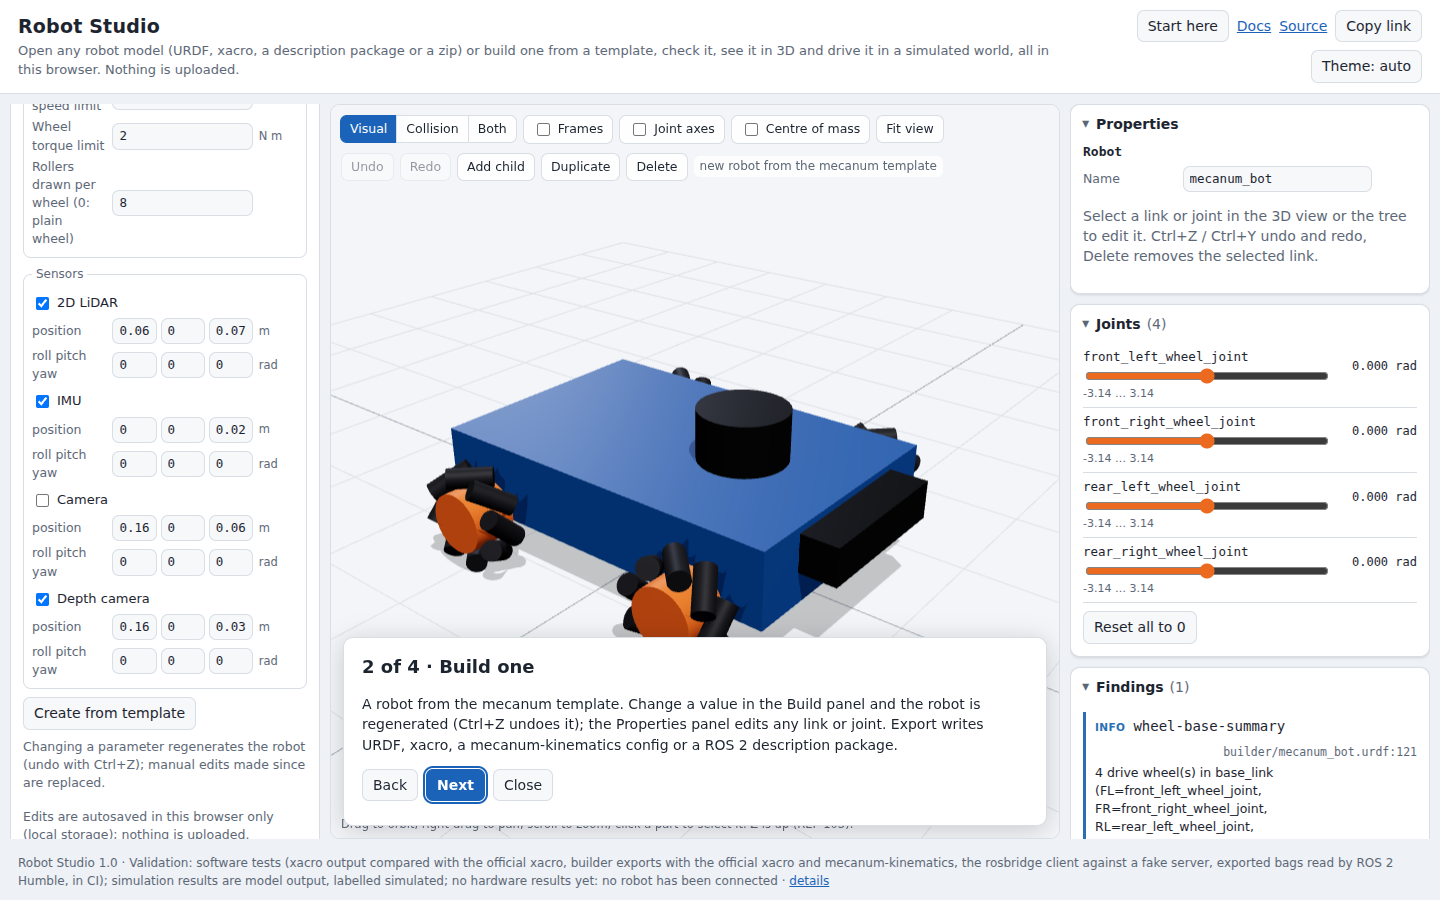 Robot Studio
Open any robot model (URDF, xacro, a description package or a zip) or build one from a template, check it, see it in 3D and drive it in a simulated world, all in
this browser. Nothing is uploaded.
Start here
Docs
Source
Copy link
Theme: auto
speed limit
Wheel
torque limit
2
N m
Rollers
drawn per
wheel (0:
plain
wheel)
8
Sensors
2D LiDAR
position
0.06
0
0.07
m
roll pitch
yaw
0
0
0
rad
IMU
position
0
0
0.02
m
roll pitch
yaw
0
0
0
rad
Camera
position
0.16
0
0.06
m
roll pitch
yaw
0
0
0
rad
Depth camera
position
0.16
0
0.03
m
roll pitch
yaw
0
0
0
rad
Create from template
Changing a parameter regenerates the robot
(undo with Ctrl+Z); manual edits made since
are replaced.
Edits are autosaved in this browser only
(local storage); nothing is uploaded.
Visual
Collision
Both
Frames
Joint axes
Centre of mass
Fit view
Undo
Redo
Add child
Duplicate
Delete
new robot from the mecanum template
2 of 4 · Build one
A robot from the mecanum template. Change a value in the Build panel and the robot is
regenerated (Ctrl+Z undoes it); the Properties panel edits any link or joint. Export writes
URDF, xacro, a mecanum-kinematics config or a ROS 2 description package.
Back
Next
Close
Properties
Robot
Name
mecanum_bot
Select a link or joint in the 3D view or the tree
to edit it. Ctrl+Z / Ctrl+Y undo and redo,
Delete removes the selected link.
Joints (4)
front_left_wheel_joint
0.000 rad
-3.14 … 3.14
front_right_wheel_joint
0.000 rad
-3.14 … 3.14
rear_left_wheel_joint
0.000 rad
-3.14 … 3.14
rear_right_wheel_joint
0.000 rad
-3.14 … 3.14
Reset all to 0
Findings (1)
INFO wheel-base-summary
builder/mecanum_bot.urdf:121
4 drive wheel(s) in base_link
(FL=front_left_wheel_joint,
FR=front_right_wheel_joint,
RL=rear_left_wheel_joint,
Robot Studio 1.0 · Validation: software tests (xacro output compared with the official xacro, builder exports with the official xacro and mecanum-kinematics, the rosbridge client against a fake server, exported bags read by ROS 2
Humble, in CI); simulation results are model output, labelled simulated; no hardware results yet: no robot has been connected · details